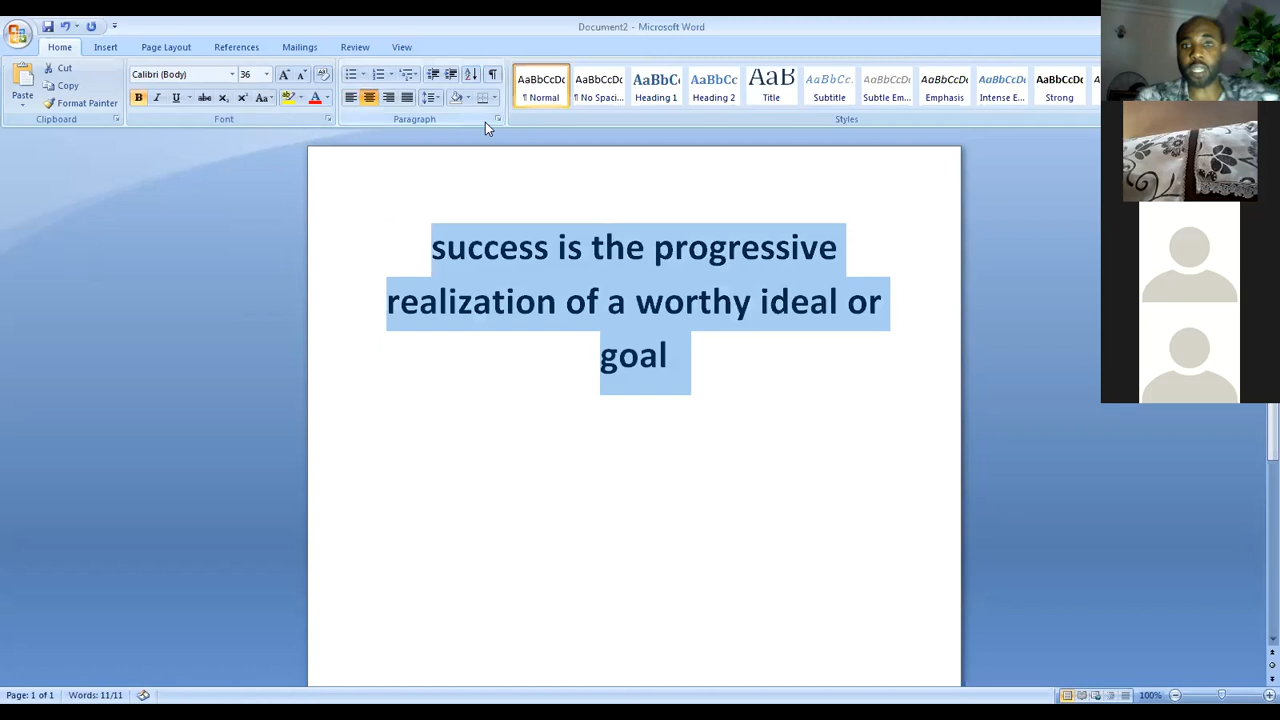 Document2 - Microsoft Word
Home Insert Page Layout References Mailings Review View
Paste
Cut
Copy
Format Painter
Clipboard
Calibri (Body) 36
Font
Paragraph
AaBbCcDc AaBbCcDc AaBbC AaBbCc AaB AaBbCc AaBbCcDc AaBbCcDc AaBbCcDc AaBbCcDc
¶ Normal ¶ No Spaci... Heading 1 Heading 2 Title Subtitle Subtle Em... Emphasis Intense E... Strong
Styles
success is the progressive
realization of a worthy ideal or
goal
Page: 1 of 1 Words: 11/11 100%